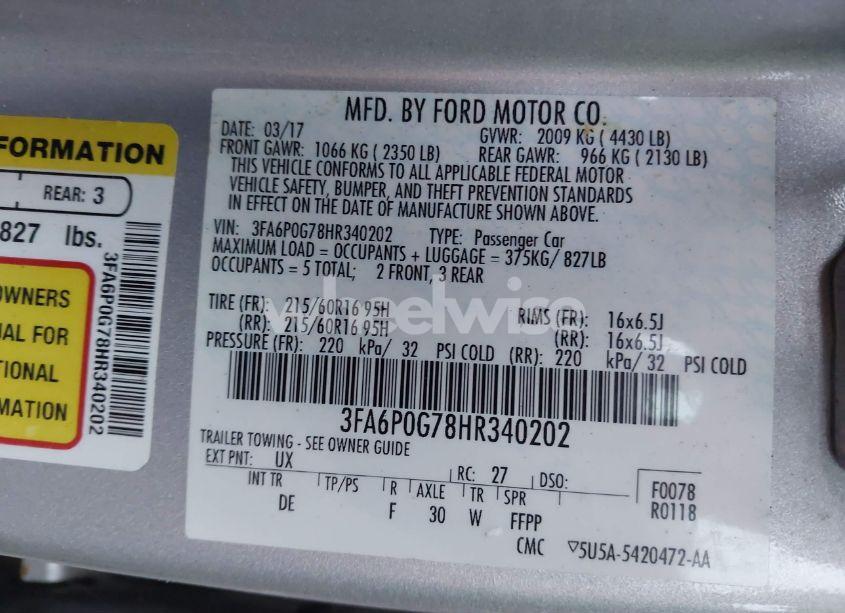 FORMATION
REAR: 3
827 lbs.
OWNERS
AL FOR
TIONAL
RMATION
3FA6P0G78HR340202
MFD. BY FORD MOTOR CO.
DATE: 03/17 GVWR: 2009 KG ( 4430 LB)
FRONT GAWR: 1066 KG ( 2350 LB) REAR GAWR: 966 KG ( 2130 LB)
THIS VEHICLE CONFORMS TO ALL APPLICABLE FEDERAL MOTOR
VEHICLE SAFETY, BUMPER, AND THEFT PREVENTION STANDARDS
IN EFFECT ON THE DATE OF MANUFACTURE SHOWN ABOVE.
VIN: 3FA6P0G78HR340202 TYPE: Passenger Car
MAXIMUM LOAD = OCCUPANTS + LUGGAGE = 375KG/ 827LB
OCCUPANTS = 5 TOTAL; 2 FRONT, 3 REAR
wheelwise
TIRE (FR): 215/60R16 95H RIMS (FR): 16x6.5J
(RR): 215/60R16 95H (RR): 16x6.5J
PRESSURE (FR): 220 kPa/ 32 PSI COLD (RR): 220 kPa/ 32 PSI COLD
3FA6P0G78HR340202
TRAILER TOWING - SEE OWNER GUIDE
EXT PNT: UX RC: 27 DSO:
INT TR TP/PS R AXLE TR SPR F0078
DE F 30 W FFPP R0118
CMC ▽5U5A-5420472-AA